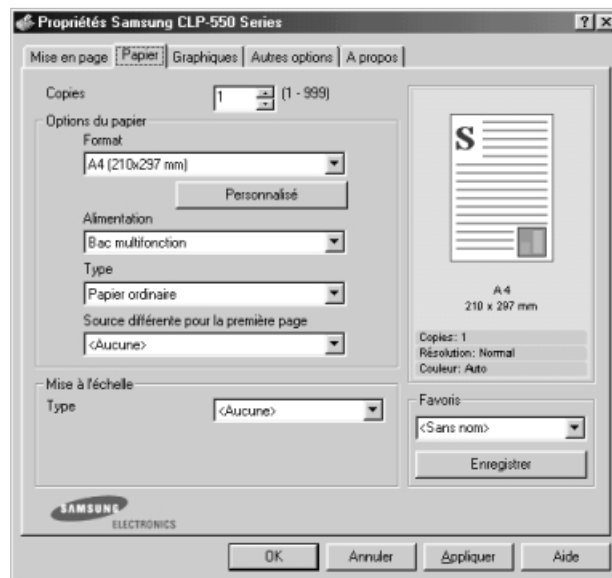 Propriétés Samsung CLP-550 Series
Mise en page Papier Graphiques Autres options A propos
Copies 1 (1 - 999)
Options du papier
Format
A4 (210x297 mm)
Personnalisé
Alimentation
Bac multifonction
Type
Papier ordinaire
Source différente pour la première page
<Aucune>
Mise à l'échelle
Type <Aucune>
S
A4
210 x 297 mm
Copies: 1
Résolution: Normal
Couleur: Auto
Favoris
<Sans nom>
Enregistrer
SAMSUNG
ELECTRONICS
OK Annuler Appliquer Aide